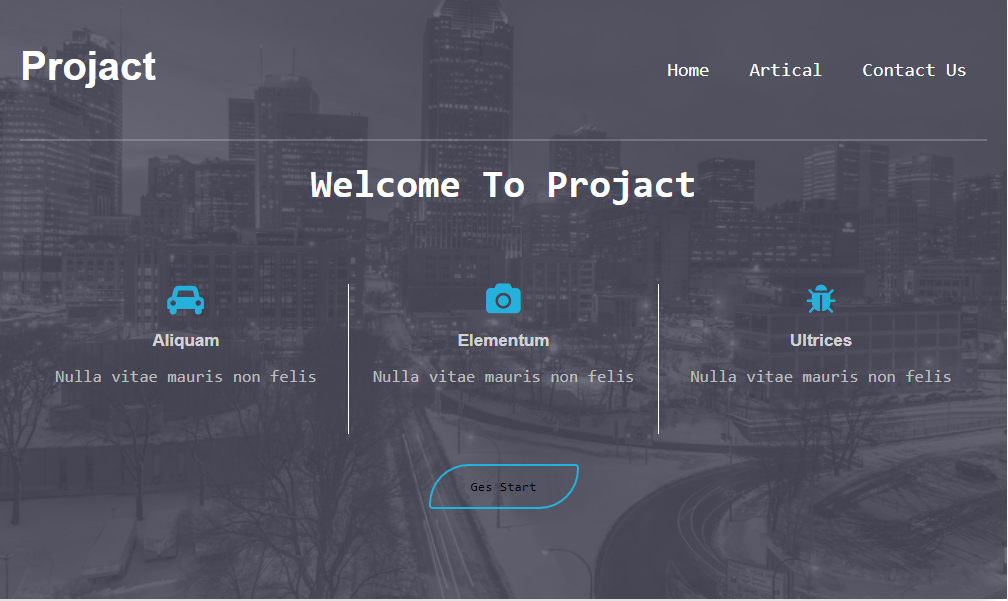 Projact
Home Artical Contact Us
Welcome To Projact
Aliquam Elementum Ultrices
Nulla vitae mauris non felis Nulla vitae mauris non felis Nulla vitae mauris non felis
Ges Start